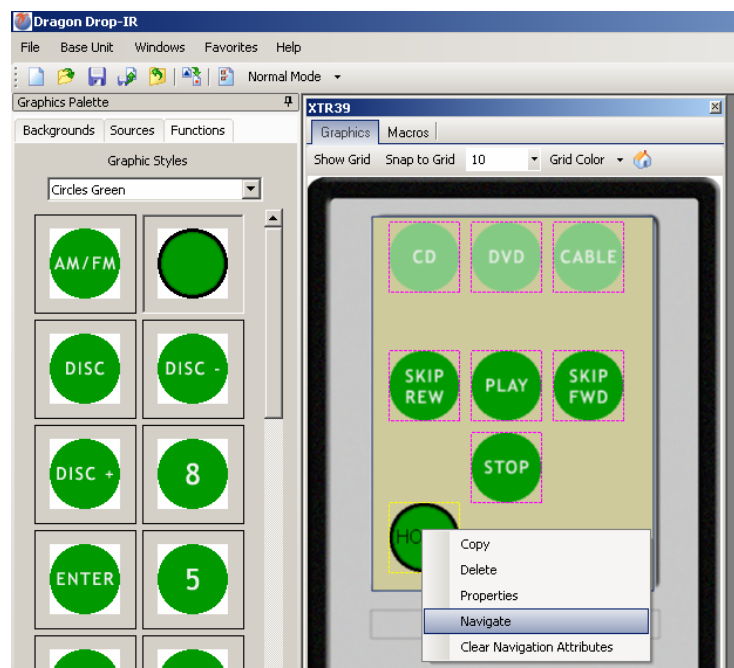 Dragon Drop-IR
File Base Unit Windows Favorites Help
Normal Mode
Graphics Palette
Backgrounds Sources Functions
Graphic Styles
Circles Green
AM/FM
DISC
DISC -
DISC +
8
ENTER
5
XTR39
Graphics Macros
Show Grid Snap to Grid 10 Grid Color
CD DVD CABLE
SKIP REW
PLAY
SKIP FWD
STOP
HO
Copy
Delete
Properties
Navigate
Clear Navigation Attributes